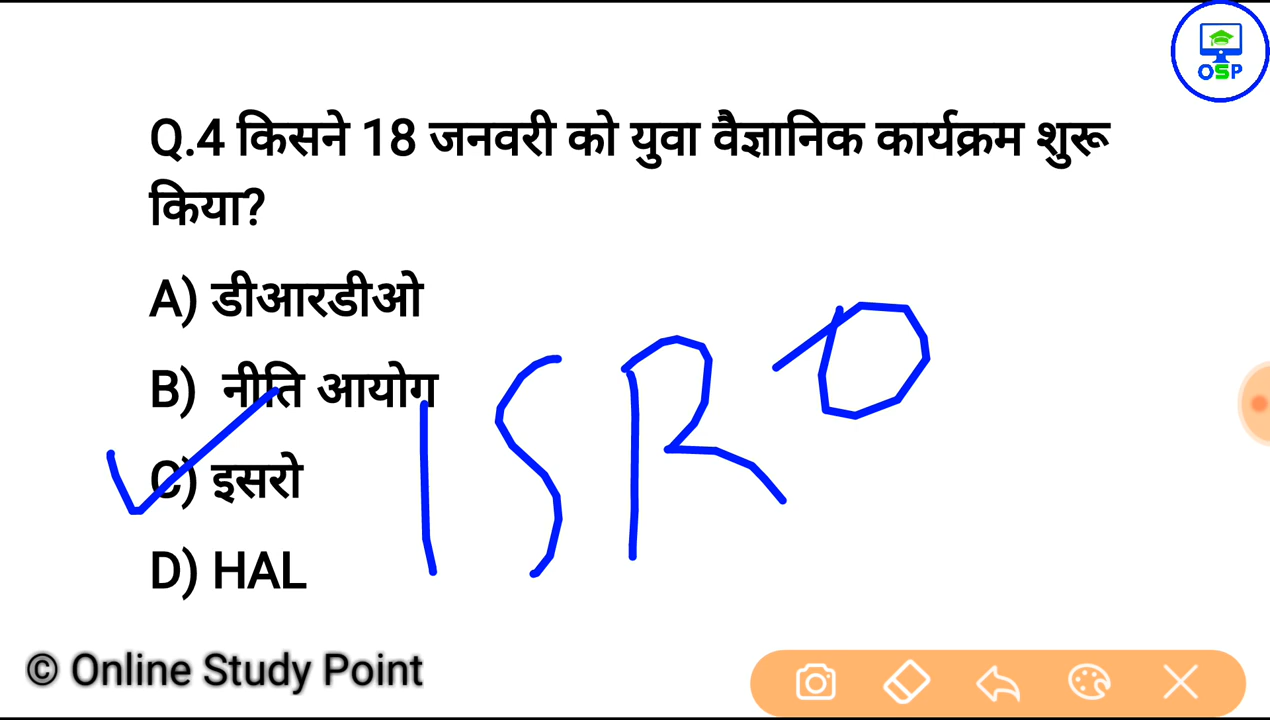 OSP
Q.4 किसने 18 जनवरी को युवा वैज्ञानिक कार्यक्रम शुरू
किया?
A) डीआरडीओ
B) नीति आयोग
C) इसरो
D) HAL
ISRO
© Online Study Point